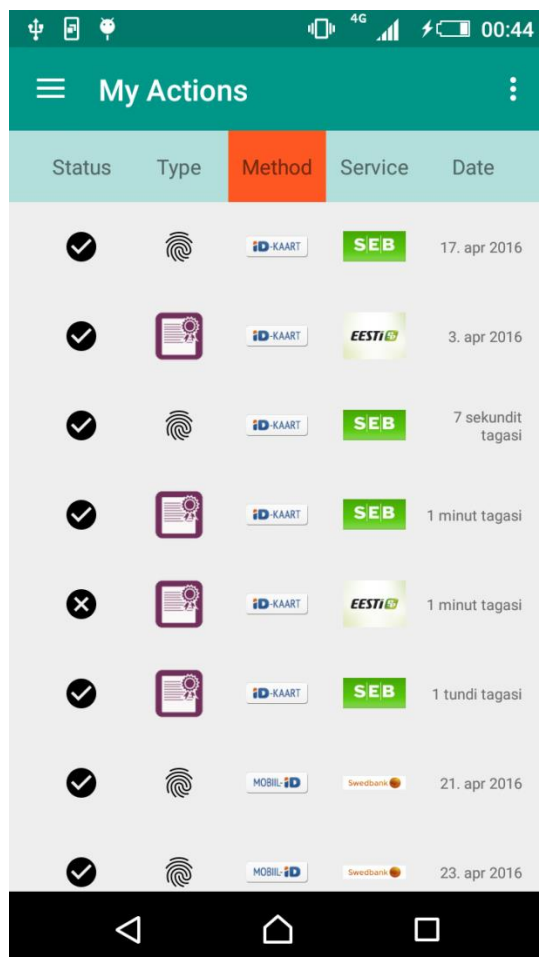 4G 00:44
My Actions
Status Type Method Service Date
iD-KAART SEB 17. apr 2016
iD-KAART EESTi 3. apr 2016
iD-KAART SEB 7 sekundit
tagasi
iD-KAART SEB 1 minut tagasi
iD-KAART EESTi 1 minut tagasi
iD-KAART SEB 1 tundi tagasi
MOBIIL-iD Swedbank 21. apr 2016
MOBIIL-iD Swedbank 23. apr 2016